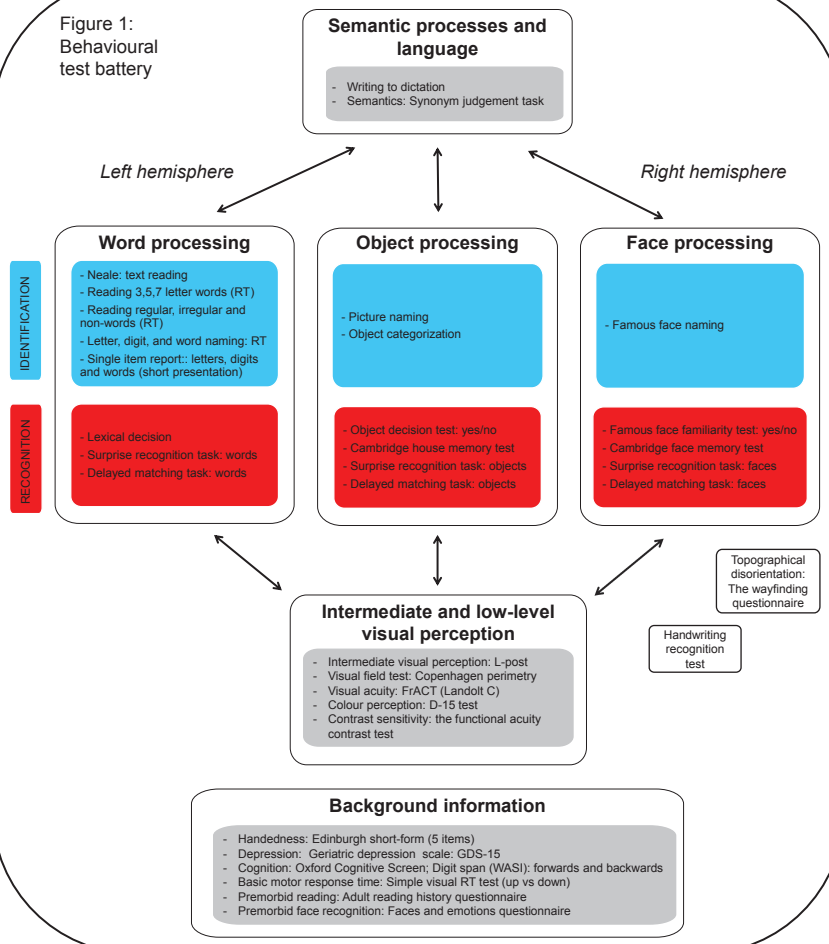 Figure 1:
Behavioural
test battery
Semantic processes and
language
- Writing to dictation
- Semantics: Synonym judgement task
Left hemisphere
Right hemisphere
Word processing
Object processing
Face processing
IDENTIFICATION
- Neale: text reading
- Reading 3,5,7 letter words (RT)
- Reading regular, irregular and
non-words (RT)
- Letter, digit, and word naming: RT
- Single item report:: letters, digits
and words (short presentation)
- Picture naming
- Object categorization
- Famous face naming
RECOGNITION
- Lexical decision
- Surprise recognition task: words
- Delayed matching task: words
- Object decision test: yes/no
- Cambridge house memory test
- Surprise recognition task: objects
- Delayed matching task: objects
- Famous face familiarity test: yes/no
- Cambridge face memory test
- Surprise recognition task: faces
- Delayed matching task: faces
Topographical
disorientation:
The wayfinding
questionnaire
Handwriting
recognition
test
Intermediate and low-level
visual perception
- Intermediate visual perception: L-post
- Visual field test: Copenhagen perimetry
- Visual acuity: FrACT (Landolt C)
- Colour perception: D-15 test
- Contrast sensitivity: the functional acuity
contrast test
Background information
- Handedness: Edinburgh short-form (5 items)
- Depression: Geriatric depression scale: GDS-15
- Cognition: Oxford Cognitive Screen; Digit span (WASI): forwards and backwards
- Basic motor response time: Simple visual RT test (up vs down)
- Premorbid reading: Adult reading history questionnaire
- Premorbid face recognition: Faces and emotions questionnaire